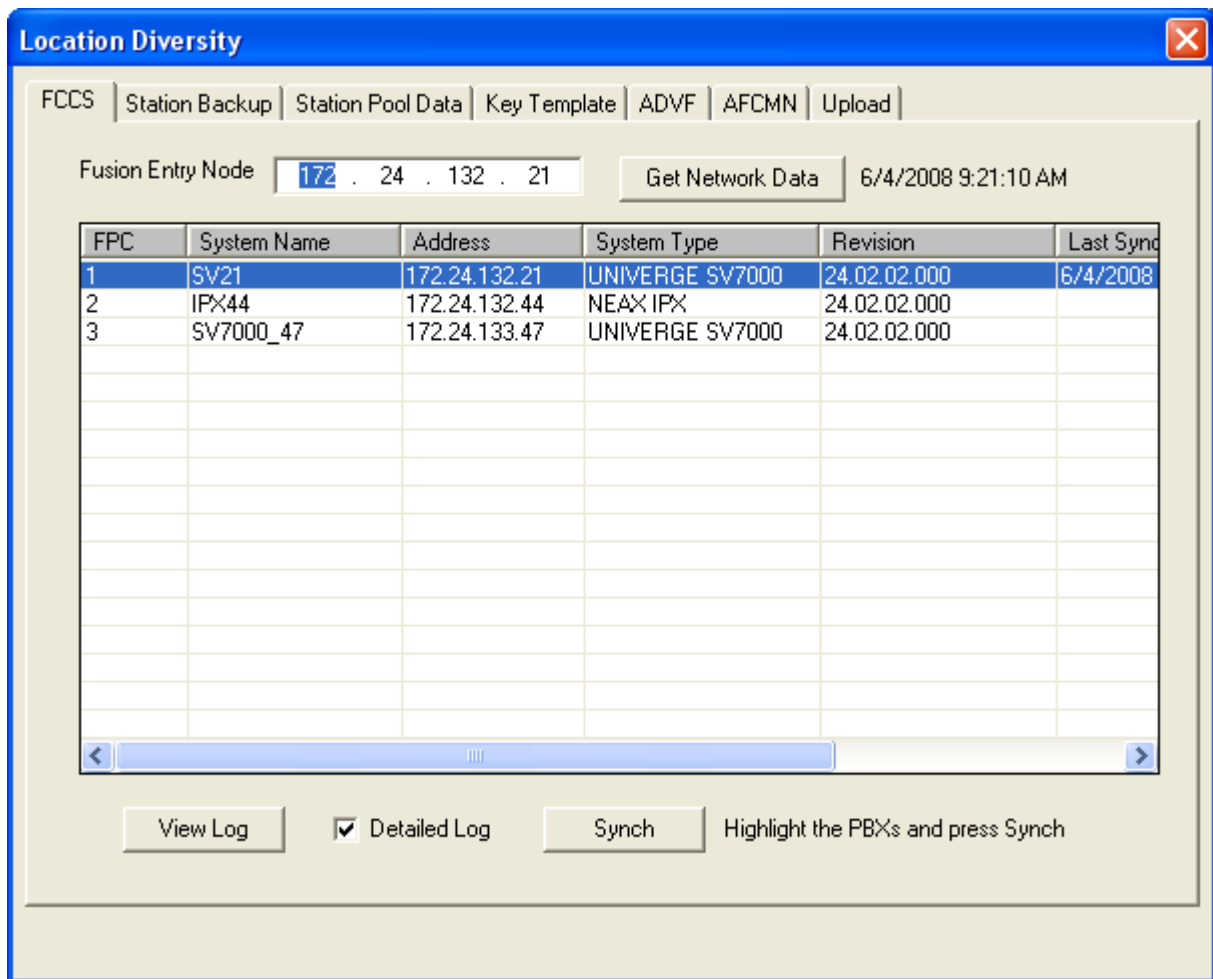 Location Diversity
FCCS Station Backup Station Pool Data Key Template ADVF AFCMN Upload
Fusion Entry Node 172 . 24 . 132 . 21 Get Network Data 6/4/2008 9:21:10 AM
FPC System Name Address System Type Revision Last Sync
1 SV21 172.24.132.21 UNIVERGE SV7000 24.02.02.000 6/4/2008
2 IPX44 172.24.132.44 NEAX IPX 24.02.02.000
3 SV7000_47 172.24.133.47 UNIVERGE SV7000 24.02.02.000
View Log Detailed Log Synch Highlight the PBXs and press Synch